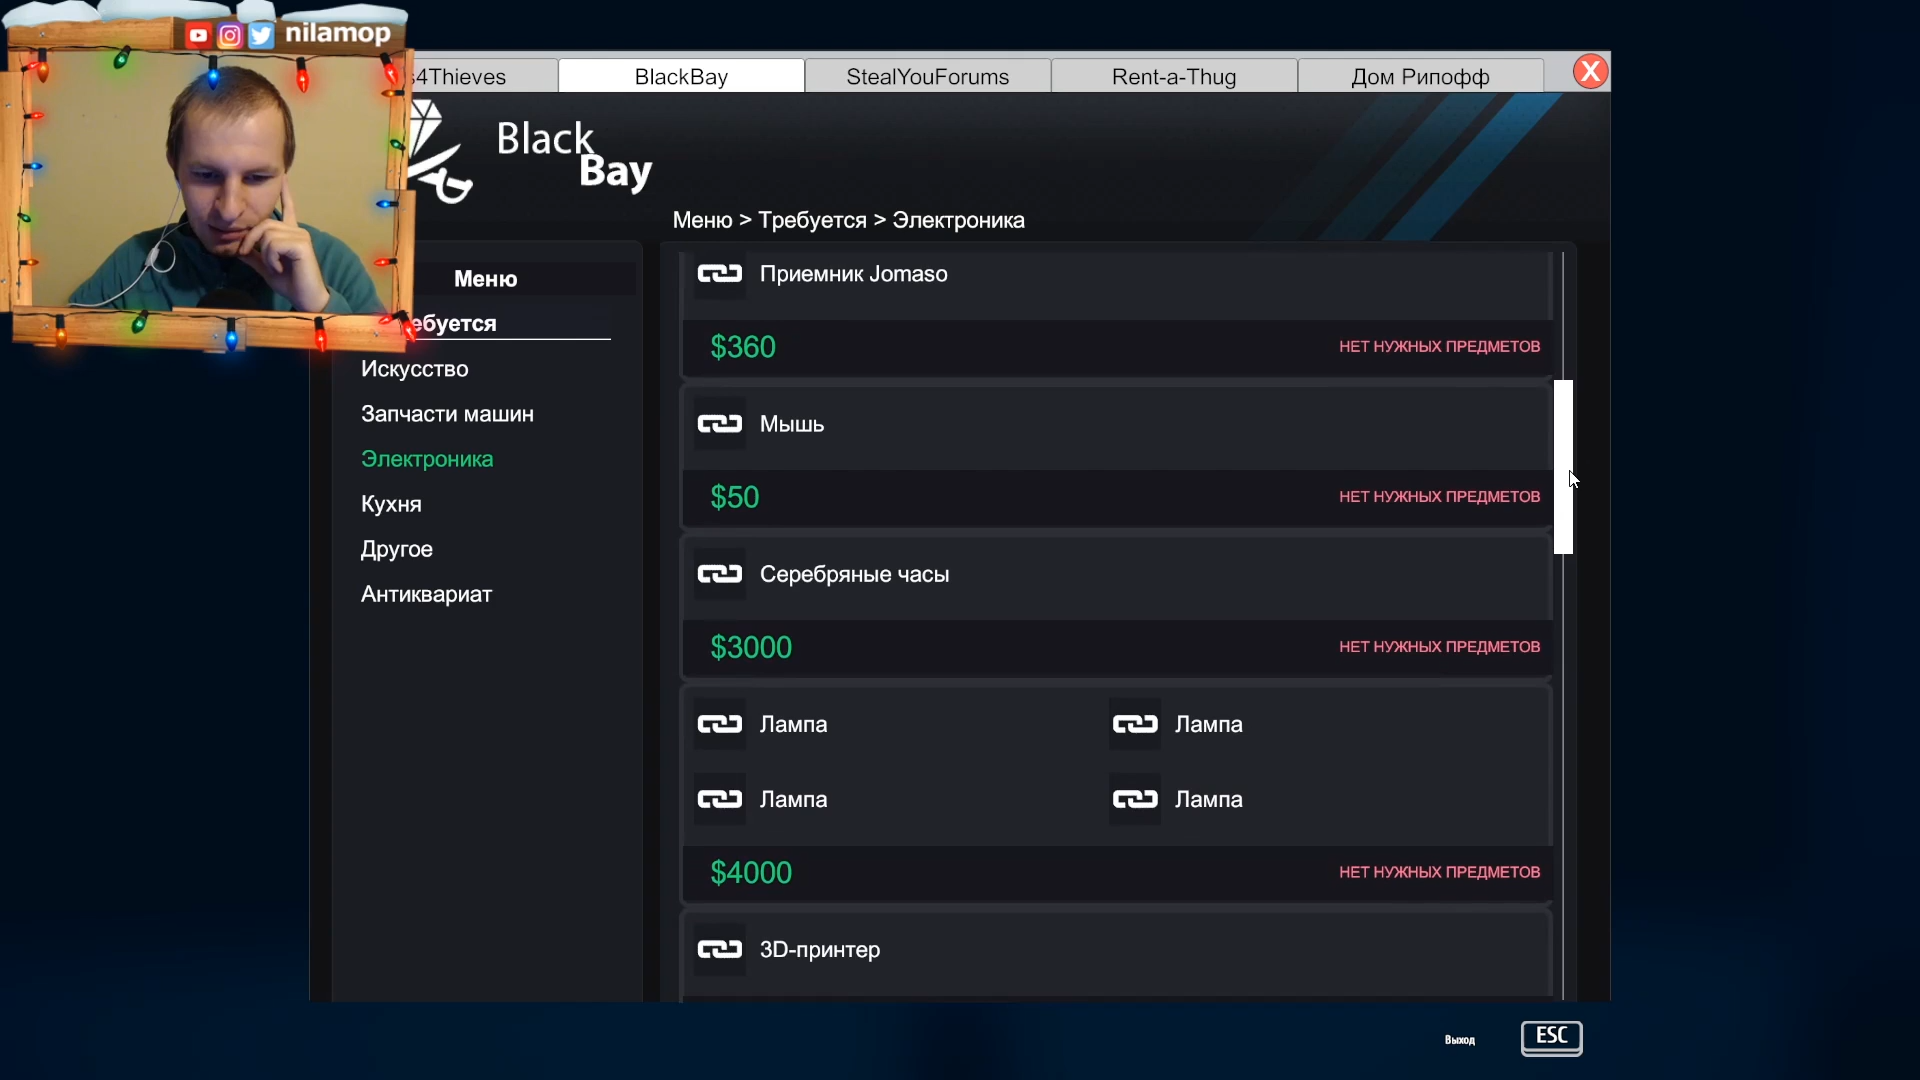 nilamop
s4Thieves
BlackBay
StealYouForums
Rent-a-Thug
Дом Рипофф
X
Black
Bay
Меню > Требуется > Электроника
Меню
ебуется
Искусство
Запчасти машин
Электроника
Кухня
Другое
Антиквариат
Приемник Jomaso
$360 НЕТ НУЖНЫХ ПРЕДМЕТОВ
Мышь
$50 НЕТ НУЖНЫХ ПРЕДМЕТОВ
Серебряные часы
$3000 НЕТ НУЖНЫХ ПРЕДМЕТОВ
Лампа Лампа
Лампа Лампа
$4000 НЕТ НУЖНЫХ ПРЕДМЕТОВ
3D-принтер
Выход ESC